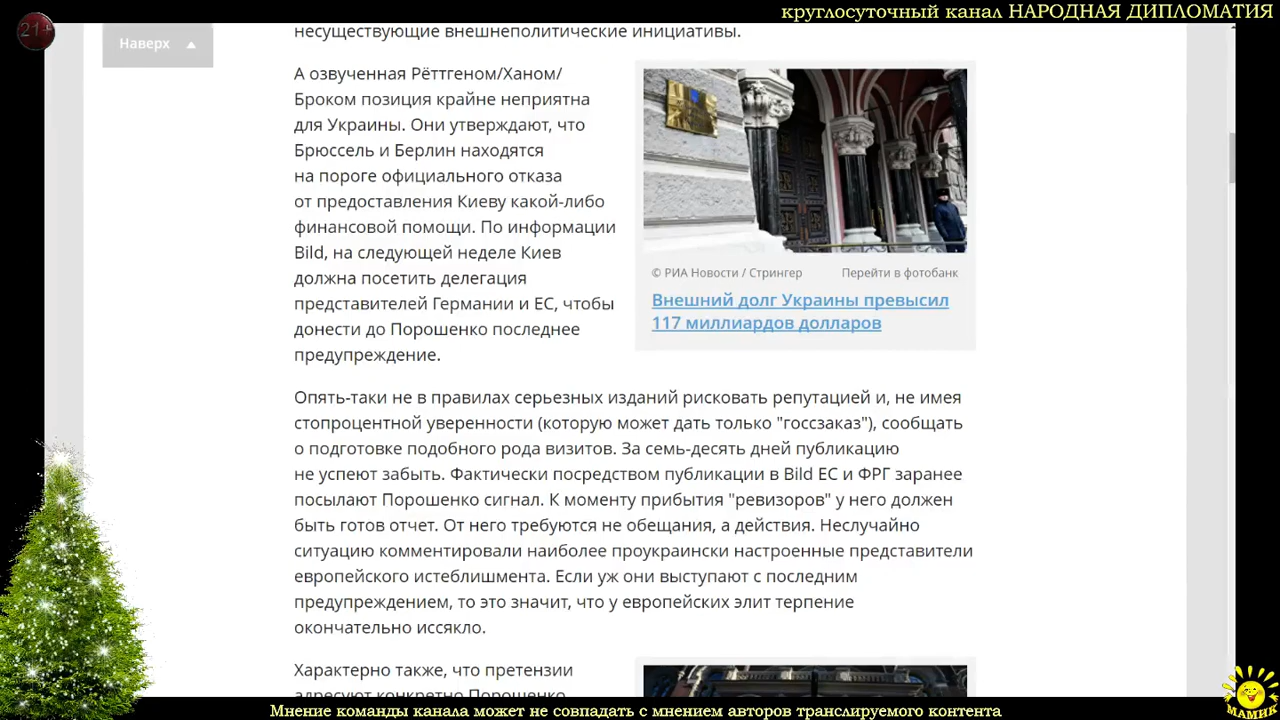 круглосуточный канал НАРОДНАЯ ДИПЛОМАТИЯ
21+
Наверх
несуществующие внешнеполитические инициативы.
А озвученная Рёттгеном/Ханом/
Броком позиция крайне неприятна
для Украины. Они утверждают, что
Брюссель и Берлин находятся
на пороге официального отказа
от предоставления Киеву какой-либо
финансовой помощи. По информации
Bild, на следующей неделе Киев
должна посетить делегация
представителей Германии и ЕС, чтобы
донести до Порошенко последнее
предупреждение.
© РИА Новости / Стрингер
Перейти в фотобанк
Внешний долг Украины превысил
117 миллиардов долларов
Опять-таки не в правилах серьезных изданий рисковать репутацией и, не имея
стопроцентной уверенности (которую может дать только "госсзаказ"), сообщать
о подготовке подобного рода визитов. За семь-десять дней публикацию
не успеют забыть. Фактически посредством публикации в Bild ЕС и ФРГ заранее
посылают Порошенко сигнал. К моменту прибытия "ревизоров" у него должен
быть готов отчет. От него требуются не обещания, а действия. Неслучайно
ситуацию комментировали наиболее проукраински настроенные представители
европейского истеблишмента. Если уж они выступают с последним
предупреждением, то это значит, что у европейских элит терпение
окончательно иссякло.
Характерно также, что претензии
адресуют конкретно Порошенко
Мнение команды канала может не совпадать с мнением авторов транслируемого контента
МАМИК